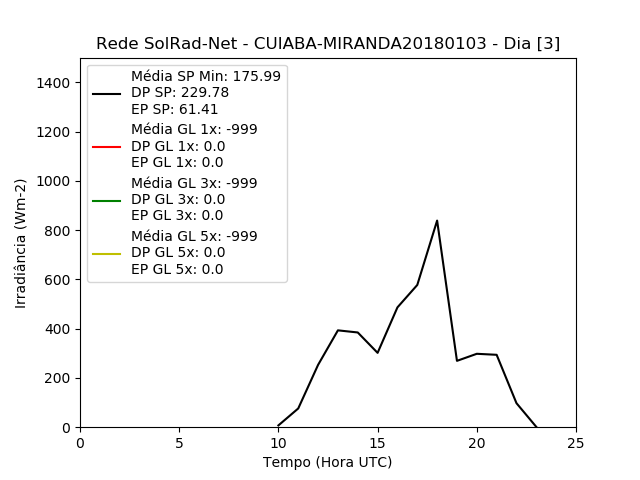 Rede SolRad-Net - CUIABA-MIRANDA20180103 - Dia [3]
Média SP Min: 175.99
DP SP: 229.78
EP SP: 61.41
Média GL 1x: -999
DP GL 1x: 0.0
EP GL 1x: 0.0
Média GL 3x: -999
DP GL 3x: 0.0
EP GL 3x: 0.0
Média GL 5x: -999
DP GL 5x: 0.0
EP GL 5x: 0.0
Irradiância (Wm-2)
1400
1200
1000
800
600
400
200
0
0 5 10 15 20 25
Tempo (Hora UTC)